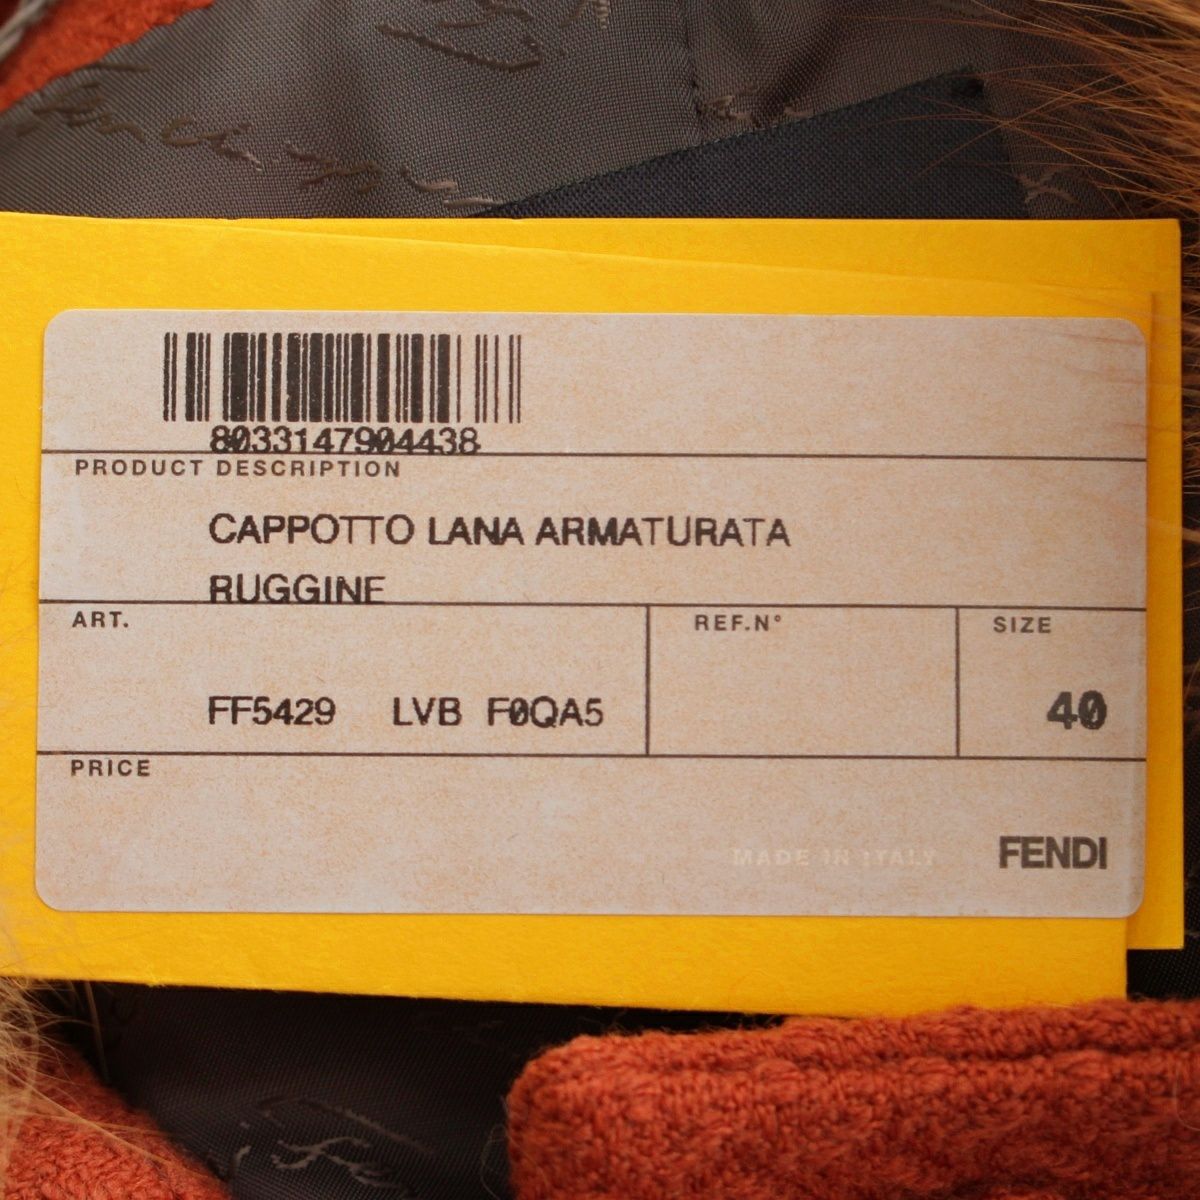 8033147904438
PRODUCT DESCRIPTION
CAPPOTTO LANA ARMATURATA
RUGGINE
ART.
REF.N°
SIZE
FF5429 LVB F0QA5
40
PRICE
MADE IN ITALY
FENDI